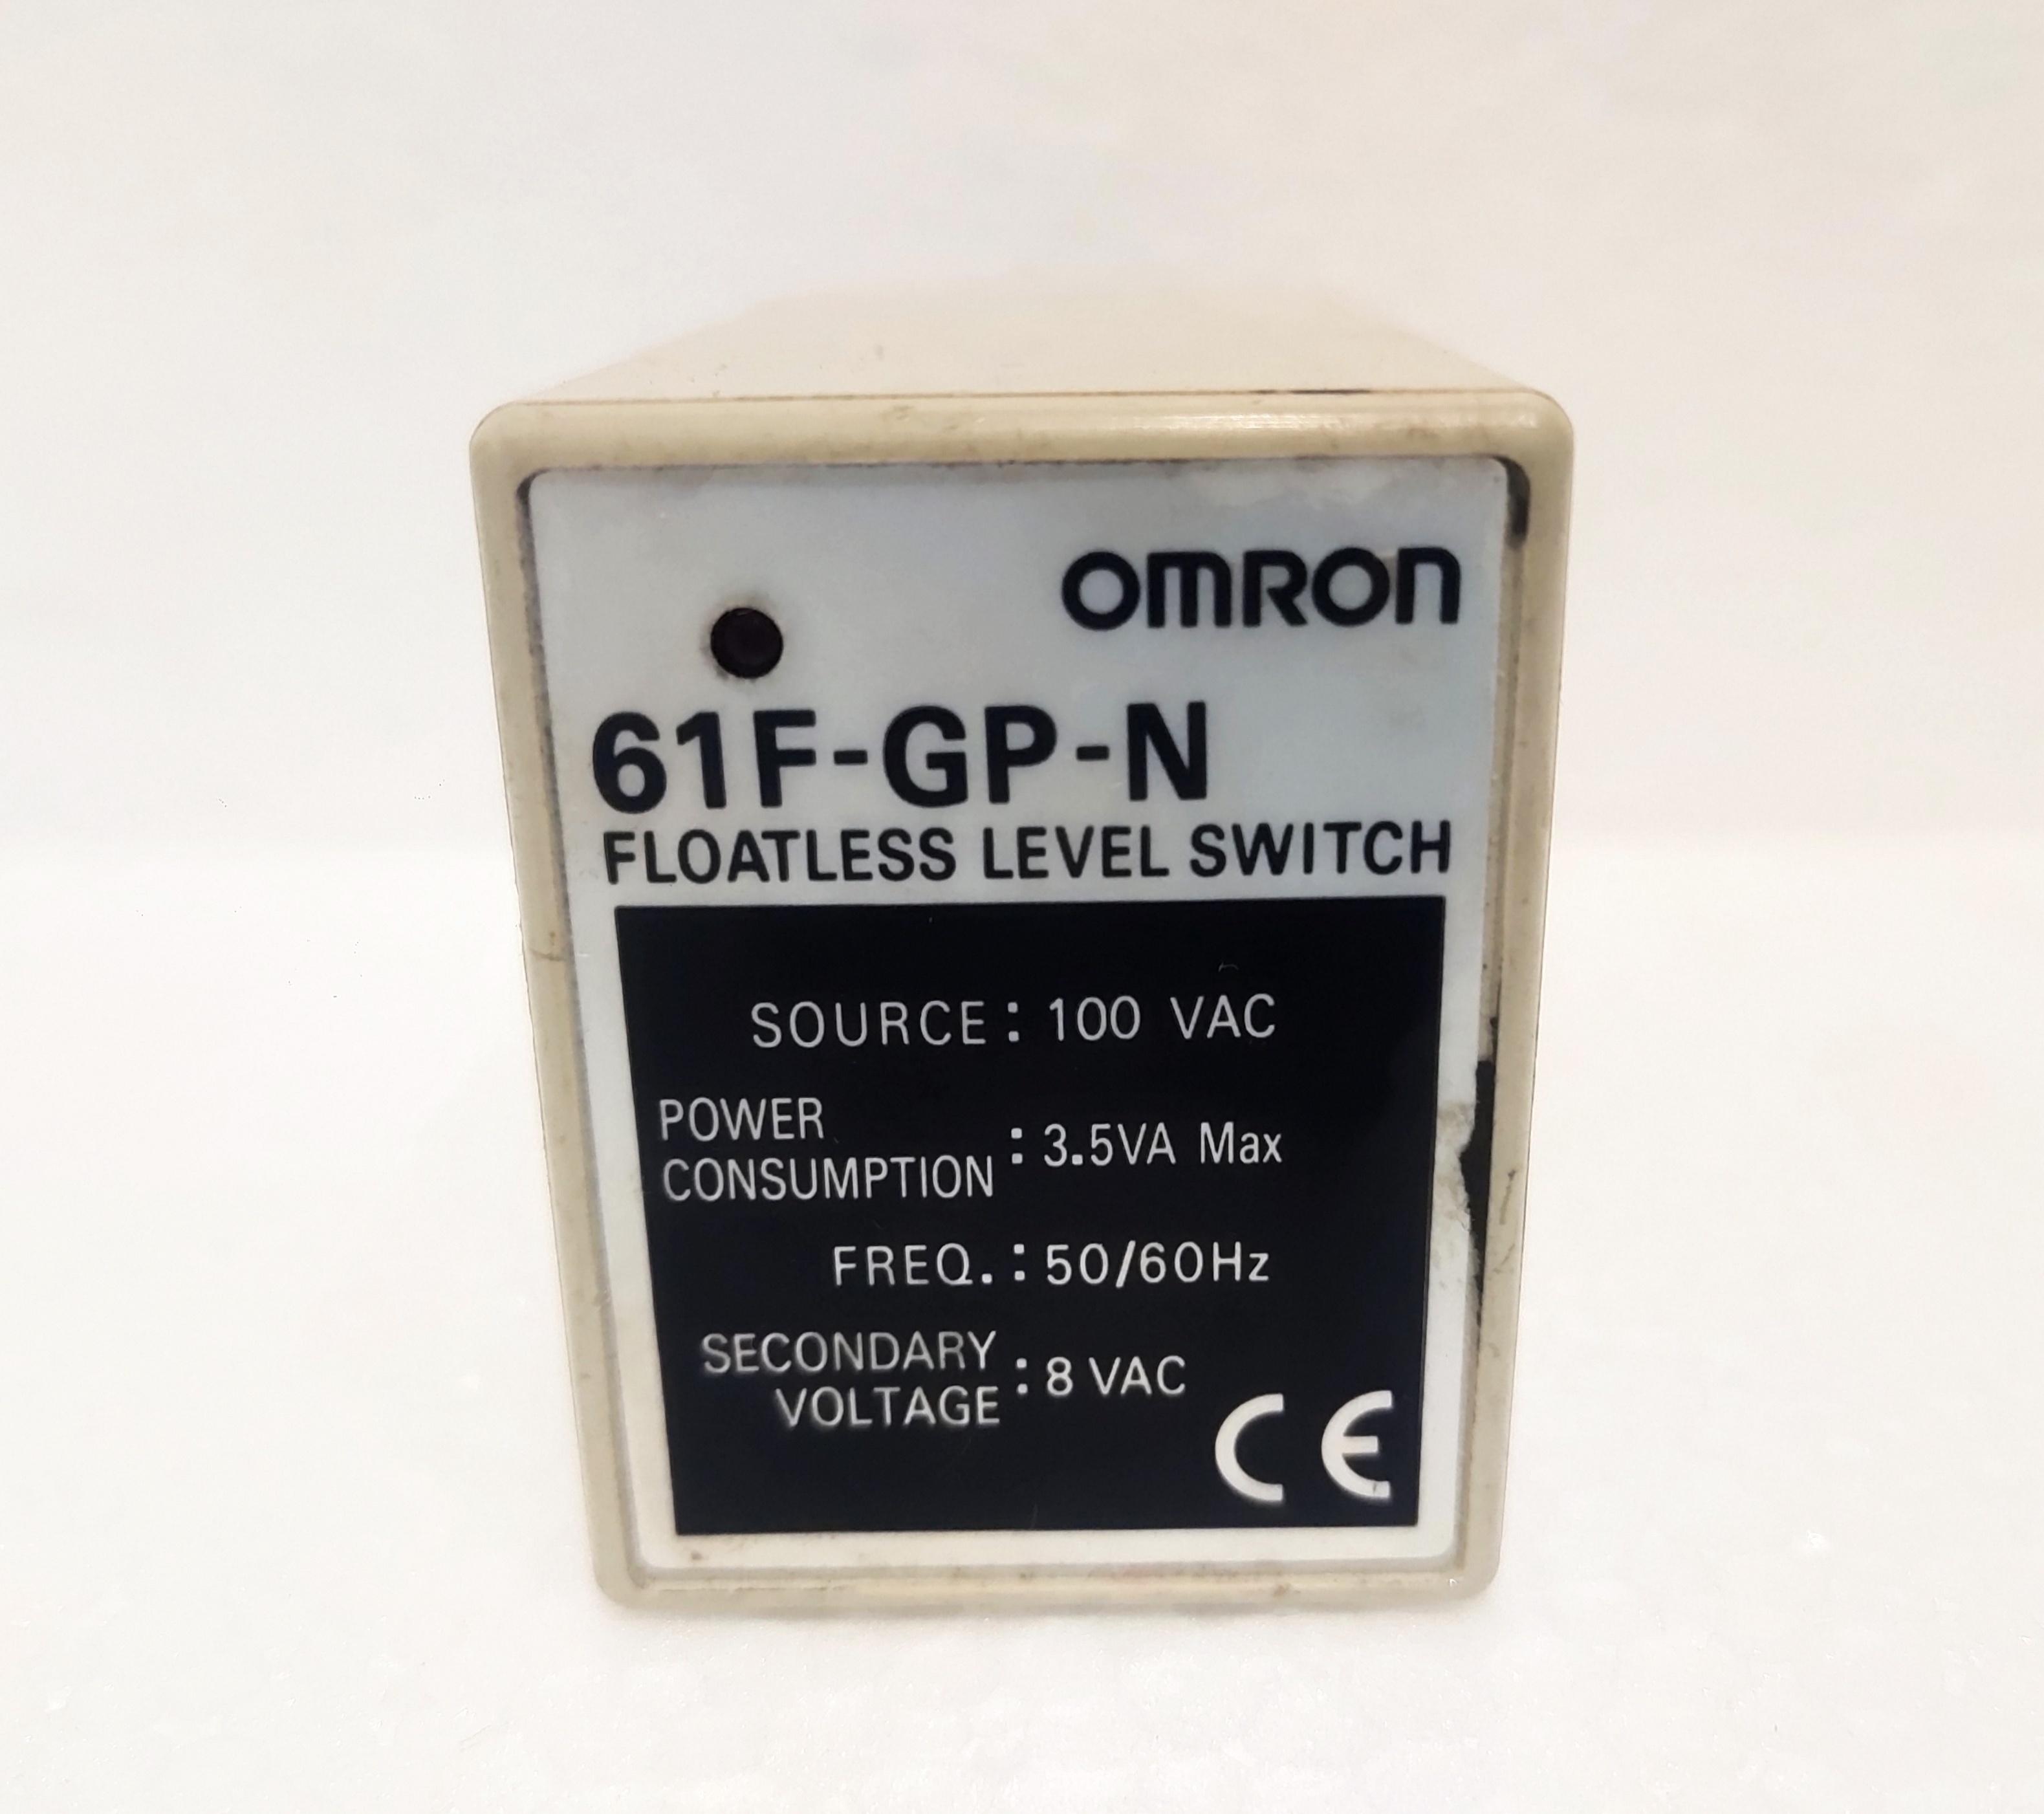 OMRON
61F-GP-N
FLOATLESS LEVEL SWITCH
SOURCE: 100 VAC
POWER
CONSUMPTION : 3.5VA Max
FREQ. : 50/60Hz
SECONDARY
VOLTAGE : 8 VAC
CE